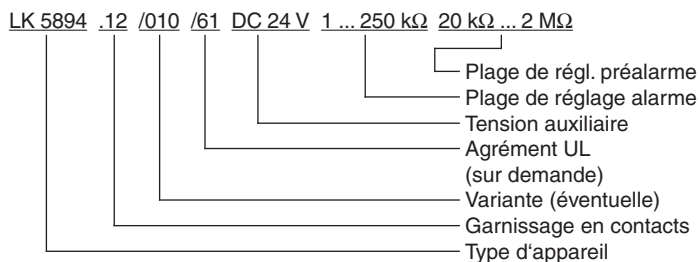 LK 5894 .12 /010 /61 DC 24 V 1 ... 250 kΩ 20 kΩ ... 2 MΩ
Plage de régl. préalarme
Plage de réglage alarme
Tension auxiliaire
Agrément UL
(sur demande)
Variante (éventuelle)
Garnissage en contacts
Type d‘appareil